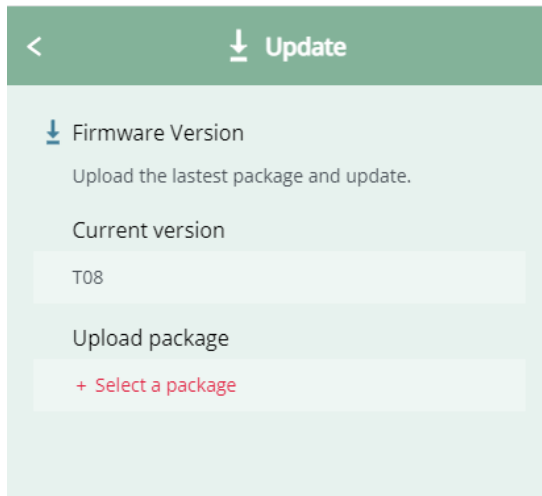 Update
Firmware Version
Upload the lastest package and update.
Current version
T08
Upload package
+ Select a package